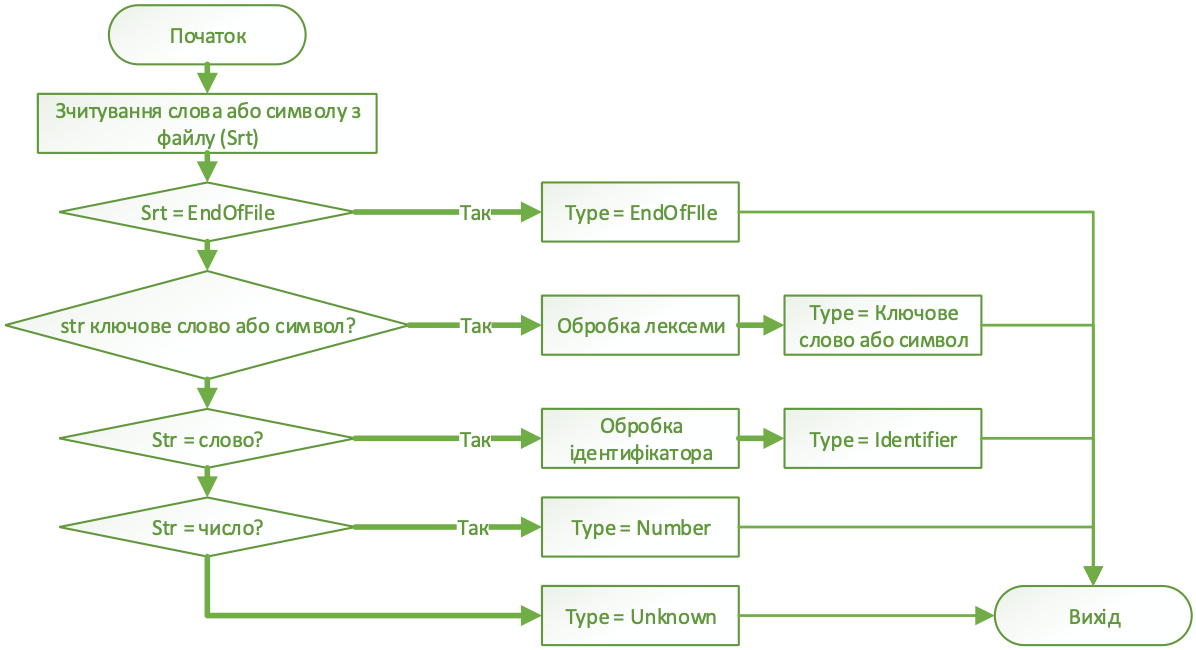 Початок
Зчитування слова або символу з
файлу (Srt)
Srt = EndOfFile
Так
Type = EndOfFIle
str ключове слово або символ?
Так
Обробка лексеми
Type = Ключове
слово або символ
Str = слово?
Так
Обробка
ідентифікатора
Type = Identifier
Str = число?
Так
Type = Number
Type = Unknown
Вихід